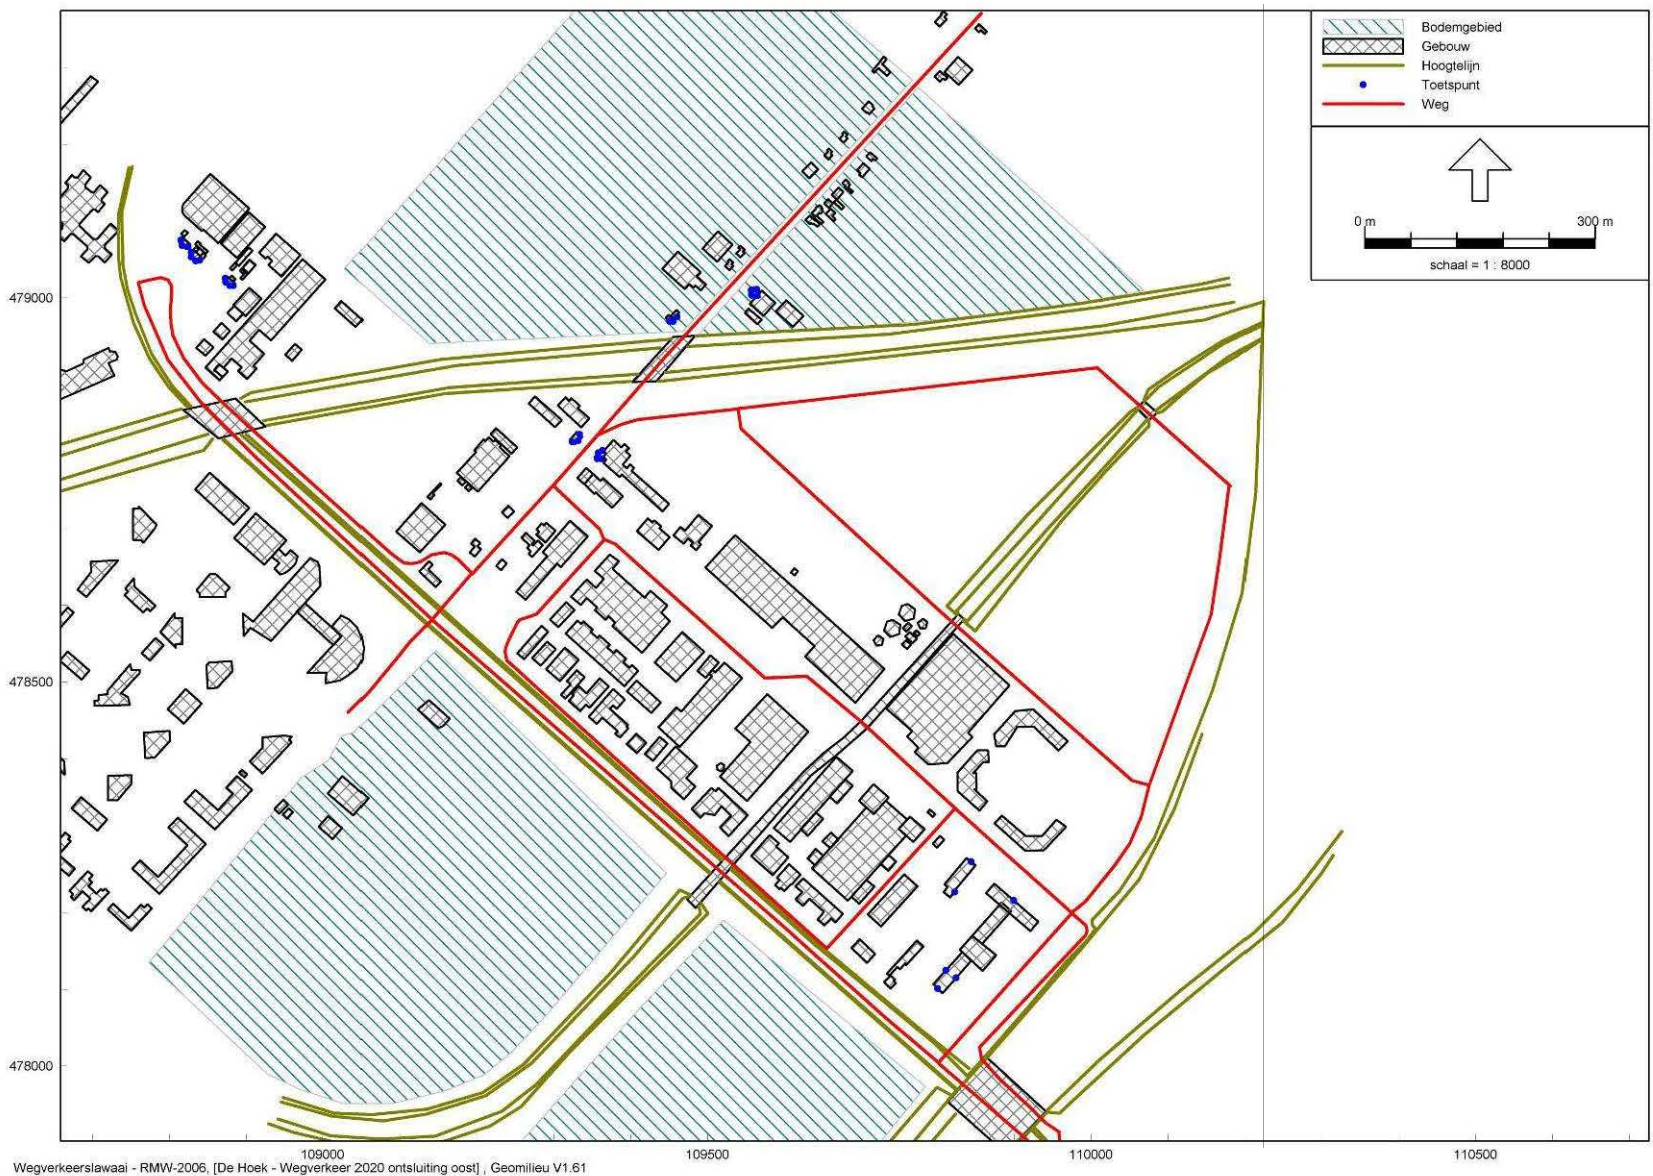 Bodemgebied
Gebouw
Hoogtelijn
Toetspunt
Weg
0 m 300 m
schaal = 1 : 8000
479000
478500
478000
109000 109500 110000 110500
Wegverkeerslawaai - RMW-2006, [De Hoek - Wegverkeer 2020 ontsluiting oost] , Geomilieu V1.61